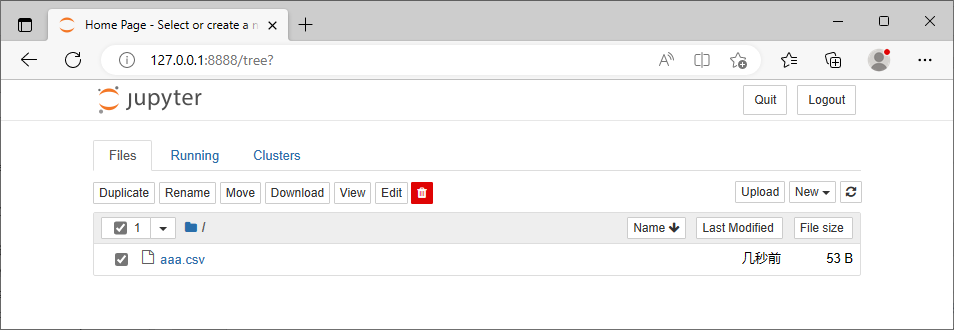 Home Page - Select or create a n
127.0.0.1:8888/tree?
jupyter
Quit Logout
Files Running Clusters
Duplicate Rename Move Download View Edit Upload New
1 / Name Last Modified File size
aaa.csv 几秒前 53 B